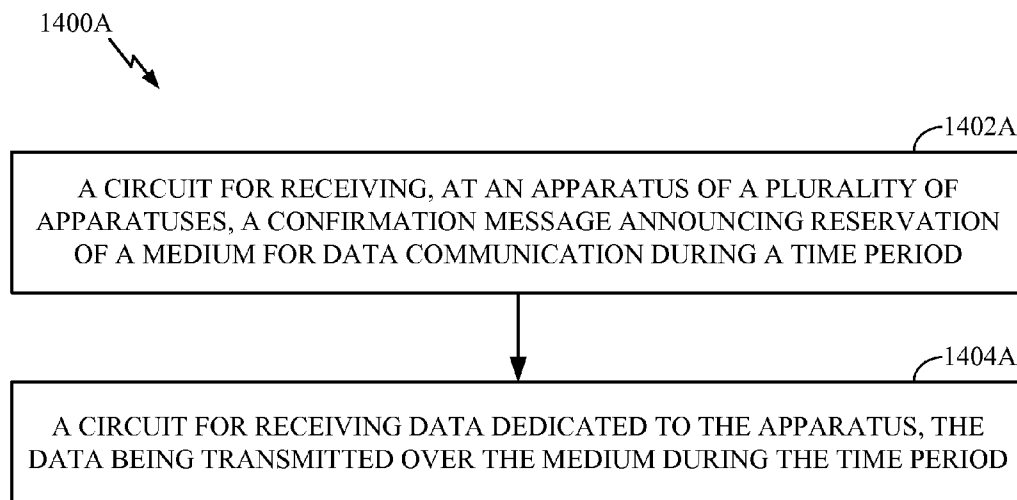 1400A
1402A
A CIRCUIT FOR RECEIVING, AT AN APPARATUS OF A PLURALITY OF
APPARATUSES, A CONFIRMATION MESSAGE ANNOUNCING RESERVATION
OF A MEDIUM FOR DATA COMMUNICATION DURING A TIME PERIOD
1404A
A CIRCUIT FOR RECEIVING DATA DEDICATED TO THE APPARATUS, THE
DATA BEING TRANSMITTED OVER THE MEDIUM DURING THE TIME PERIOD